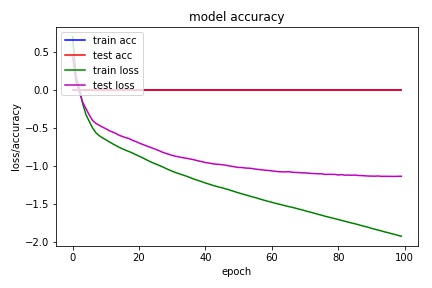 model accuracy
train acc
test acc
train loss
test loss
loss/accuracy
0.5
0.0
−0.5
−1.0
−1.5
−2.0
0
20
40
60
80
100
epoch